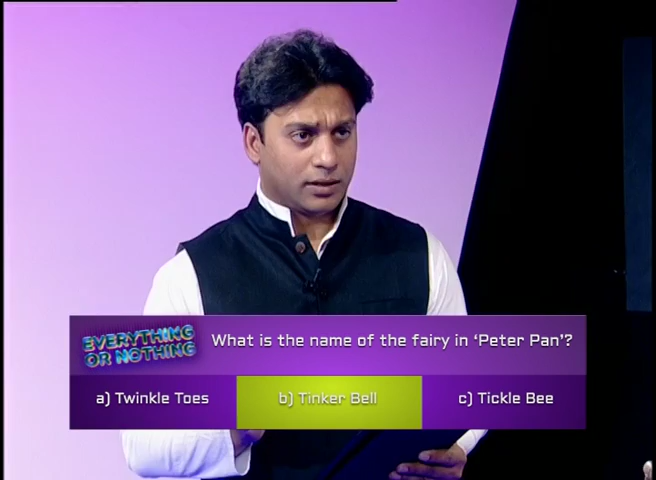 EVERYTHING
OR NOTHING
What is the name of the fairy in ‘Peter Pan’?
a) Twinkle Toes
b) Tinker Bell
c) Tickle Bee